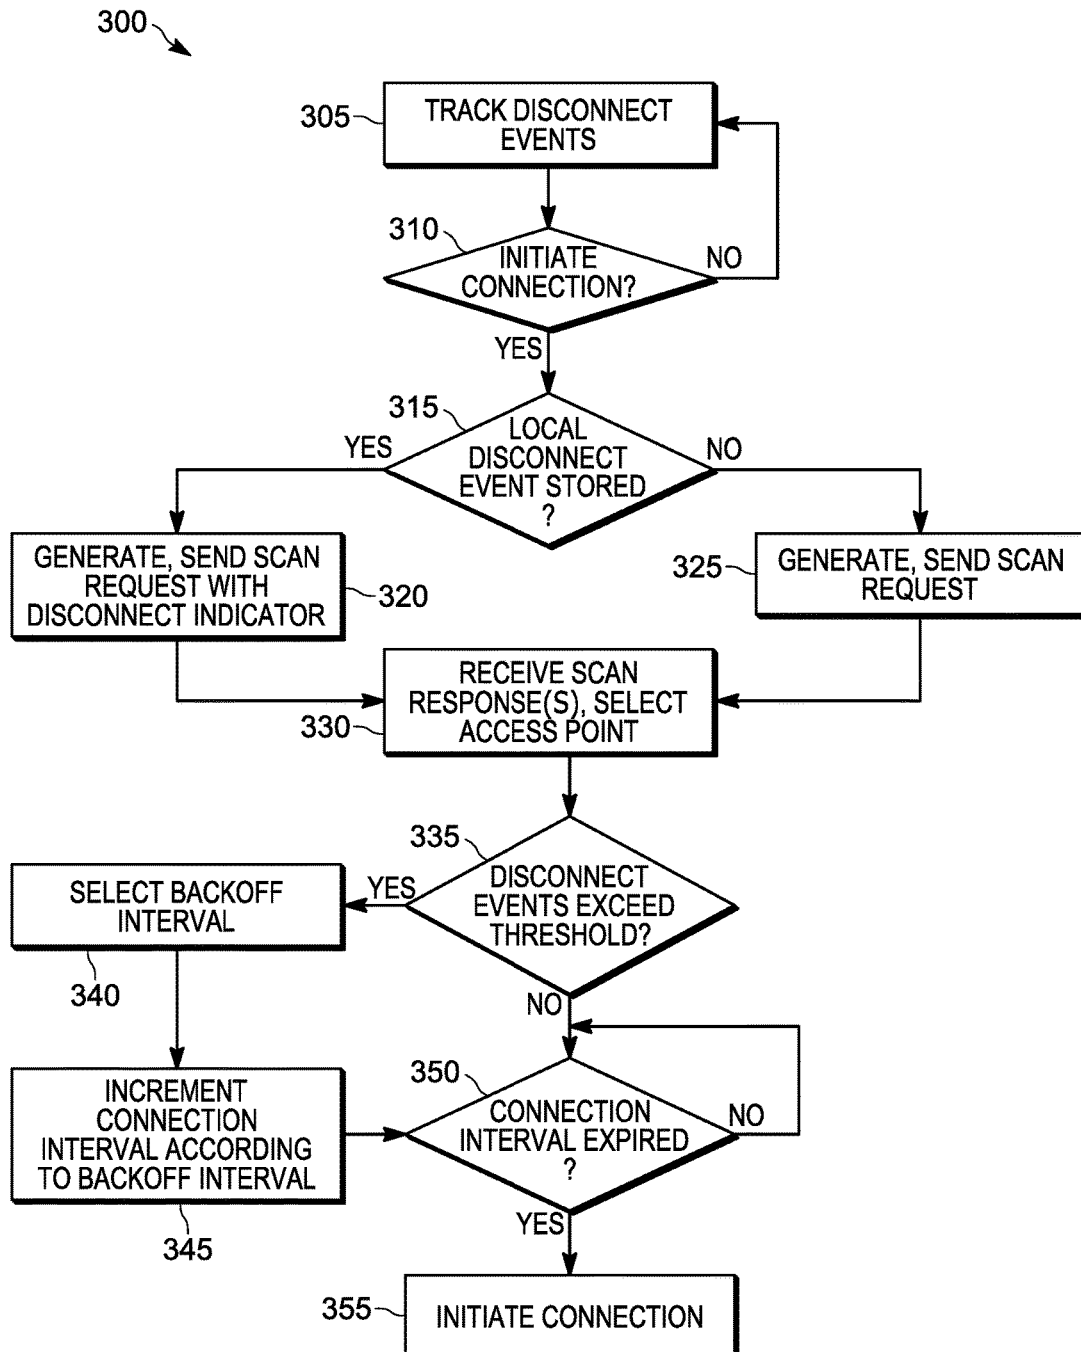 300
305
TRACK DISCONNECT
EVENTS
310
INITIATE
CONNECTION?
NO
YES
315
LOCAL
DISCONNECT
EVENT STORED
?
YES
NO
GENERATE, SEND SCAN
REQUEST WITH
DISCONNECT INDICATOR
320
325
GENERATE, SEND SCAN
REQUEST
RECEIVE SCAN
RESPONSE(S), SELECT
ACCESS POINT
330
335
DISCONNECT
EVENTS EXCEED
THRESHOLD?
YES
NO
SELECT BACKOFF
INTERVAL
340
INCREMENT
CONNECTION
INTERVAL ACCORDING
TO BACKOFF INTERVAL
345
350
CONNECTION
INTERVAL EXPIRED
?
NO
YES
355
INITIATE CONNECTION